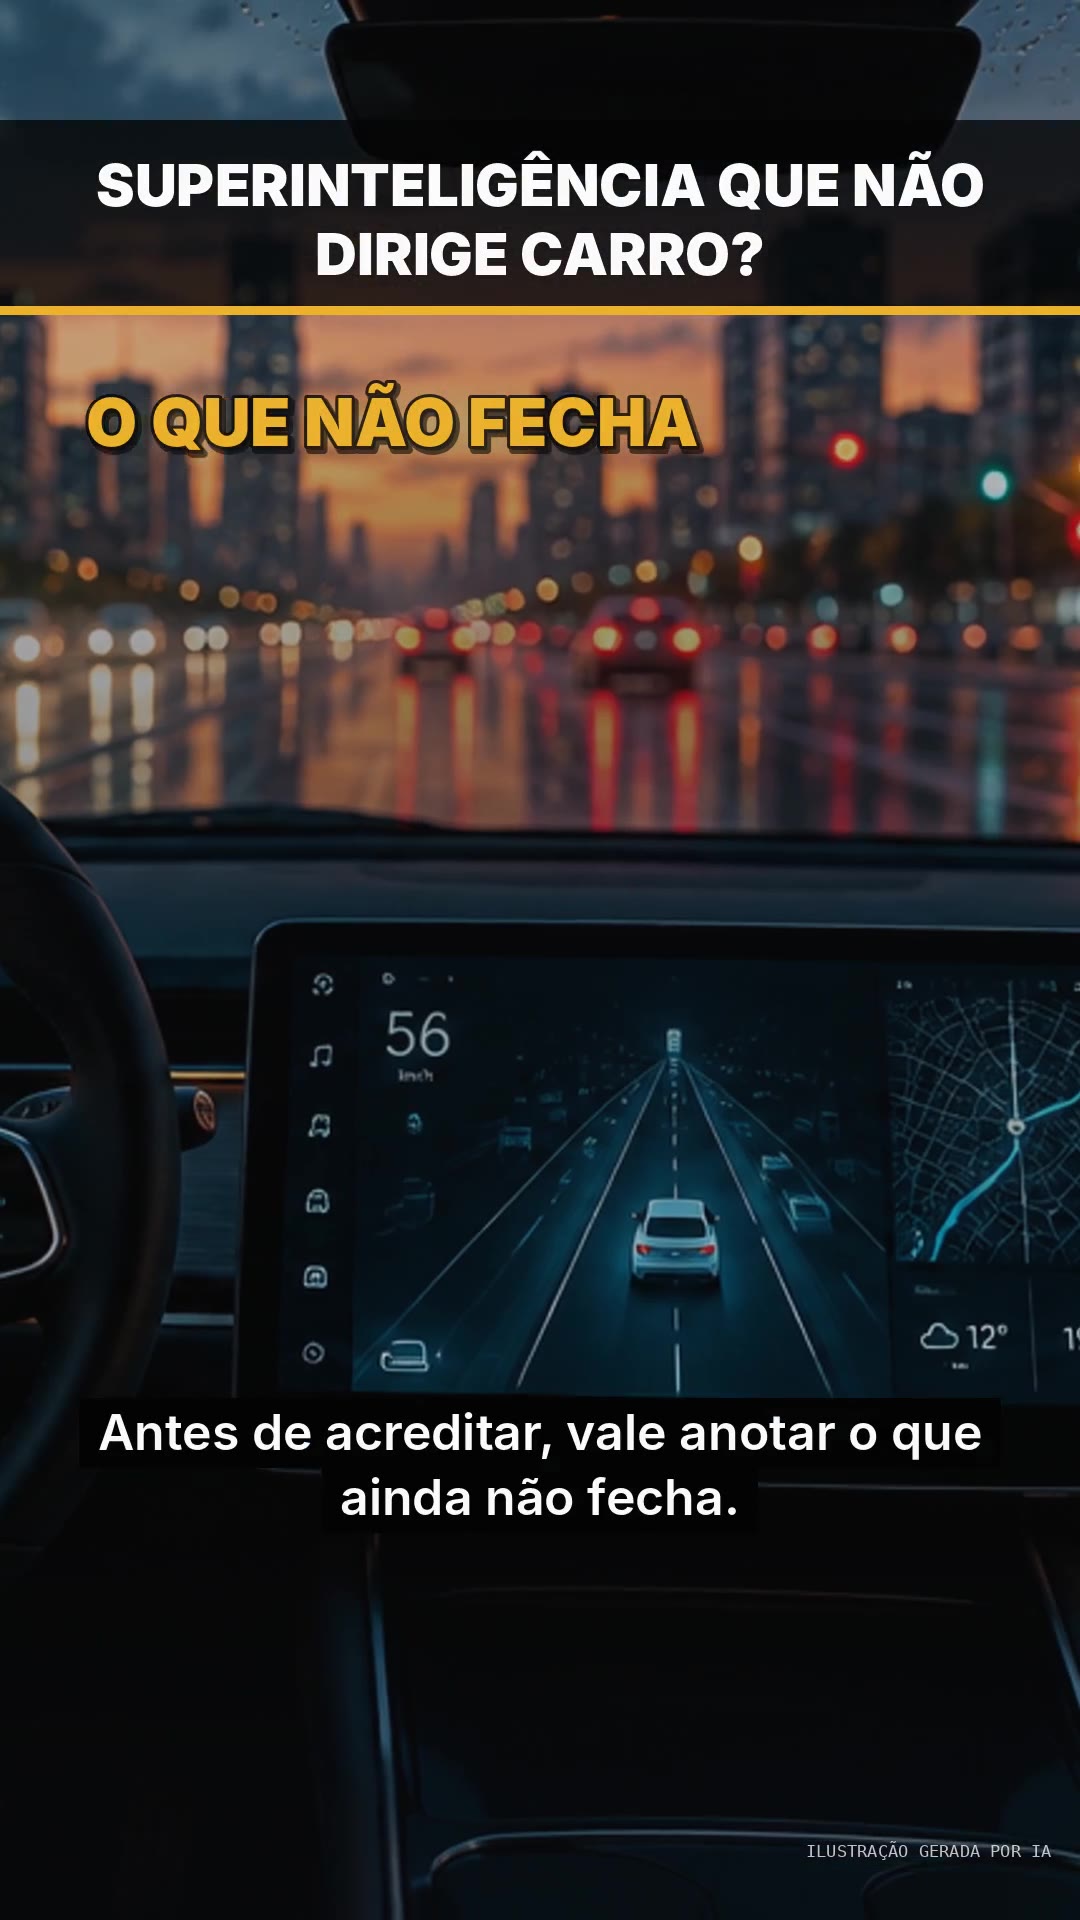 SUPERINTELIGÊNCIA QUE NÃO
DIRIGE CARRO?
O QUE NÃO FECHA
56
12°
Antes de acreditar, vale anotar o que
ainda não fecha.
ILUSTRAÇÃO GERADA POR IA